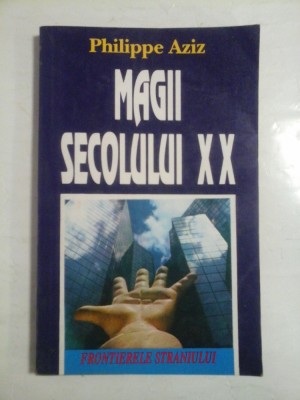 Philippe Aziz
MAGII
SECOLULUI XX
FRONTIERELE STRANIULUI